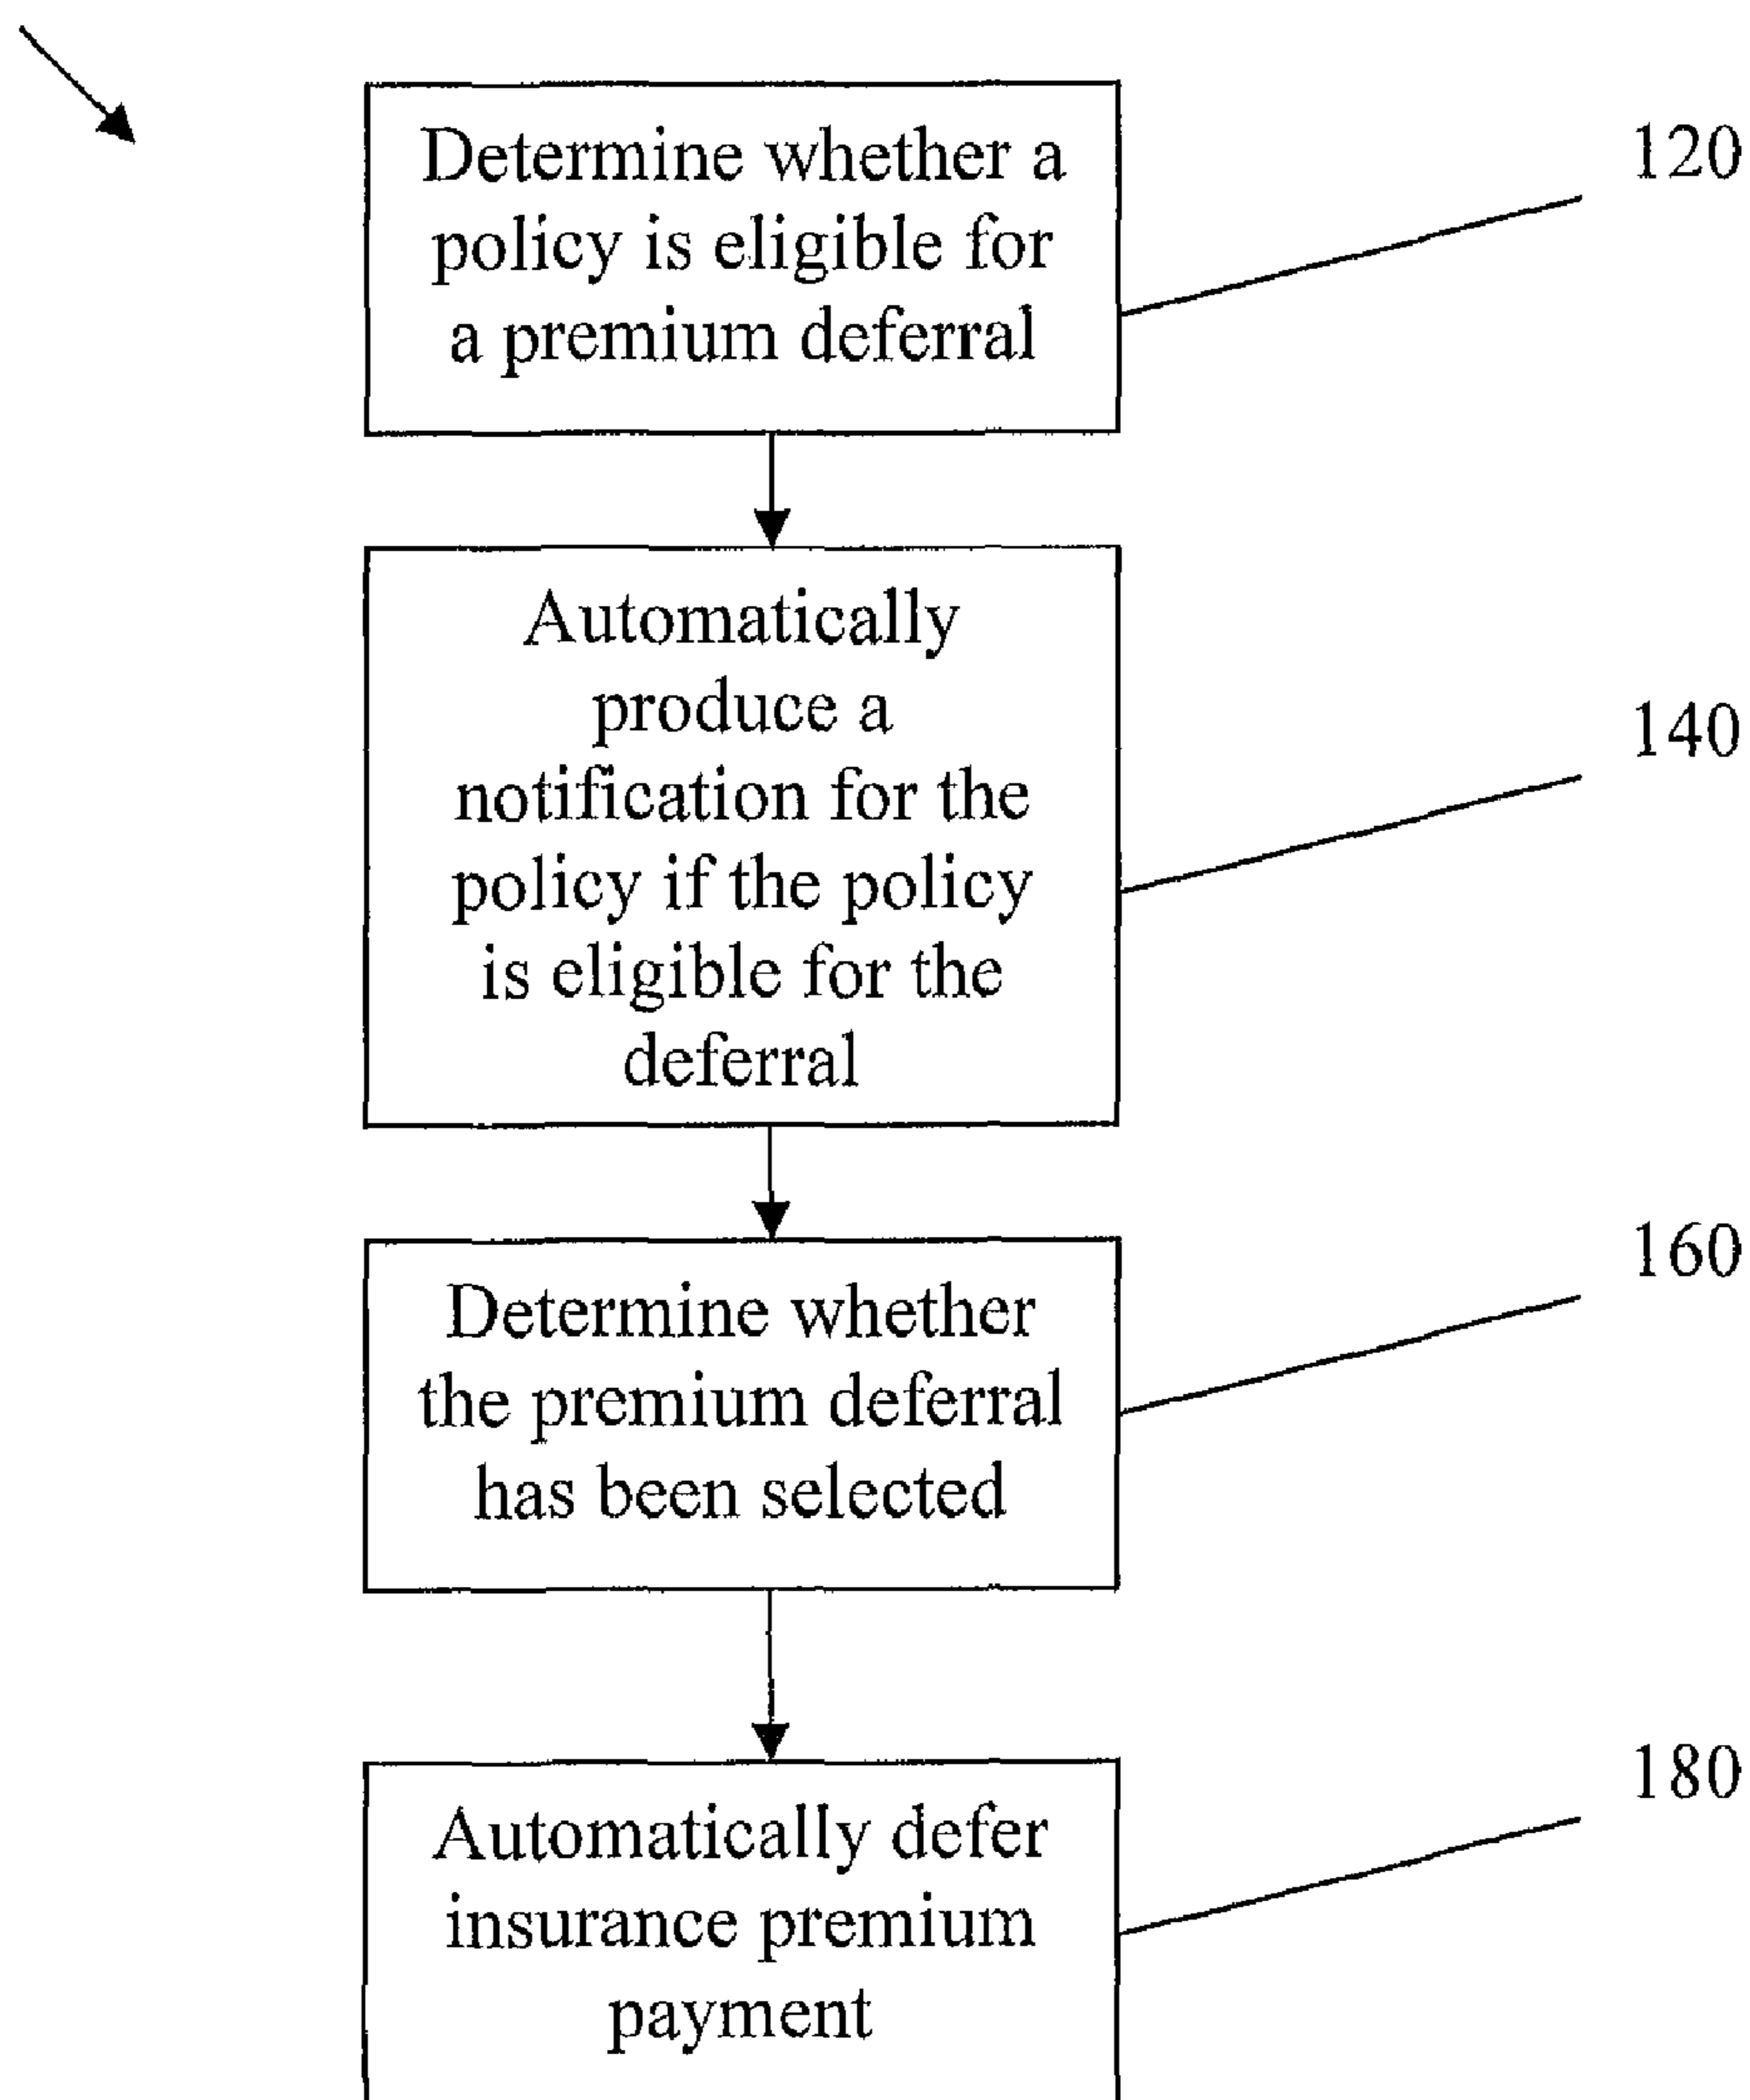 Determine whether a
policy is eligible for
a premium deferral
120
Automatically
produce a
notification for the
policy if the policy
is eligible for the
deferral
140
Determine whether
the premium deferral
has been selected
160
Automatically defer
insurance premium
payment
180